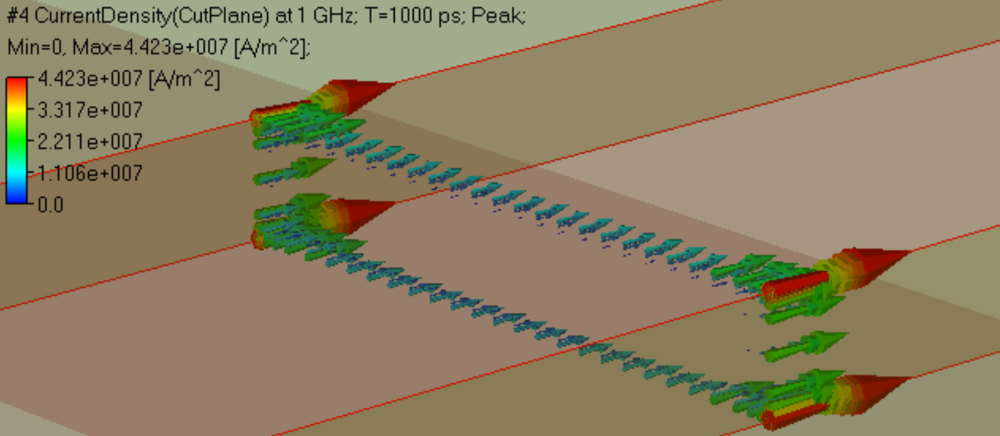 #4 CurrentDensity(CutPlane) at 1 GHz; T=1000 ps; Peak;
Min=0, Max=4.423e+007 [A/m^2];
4.423e+007 [A/m^2]
3.317e+007
2.211e+007
1.106e+007
0.0